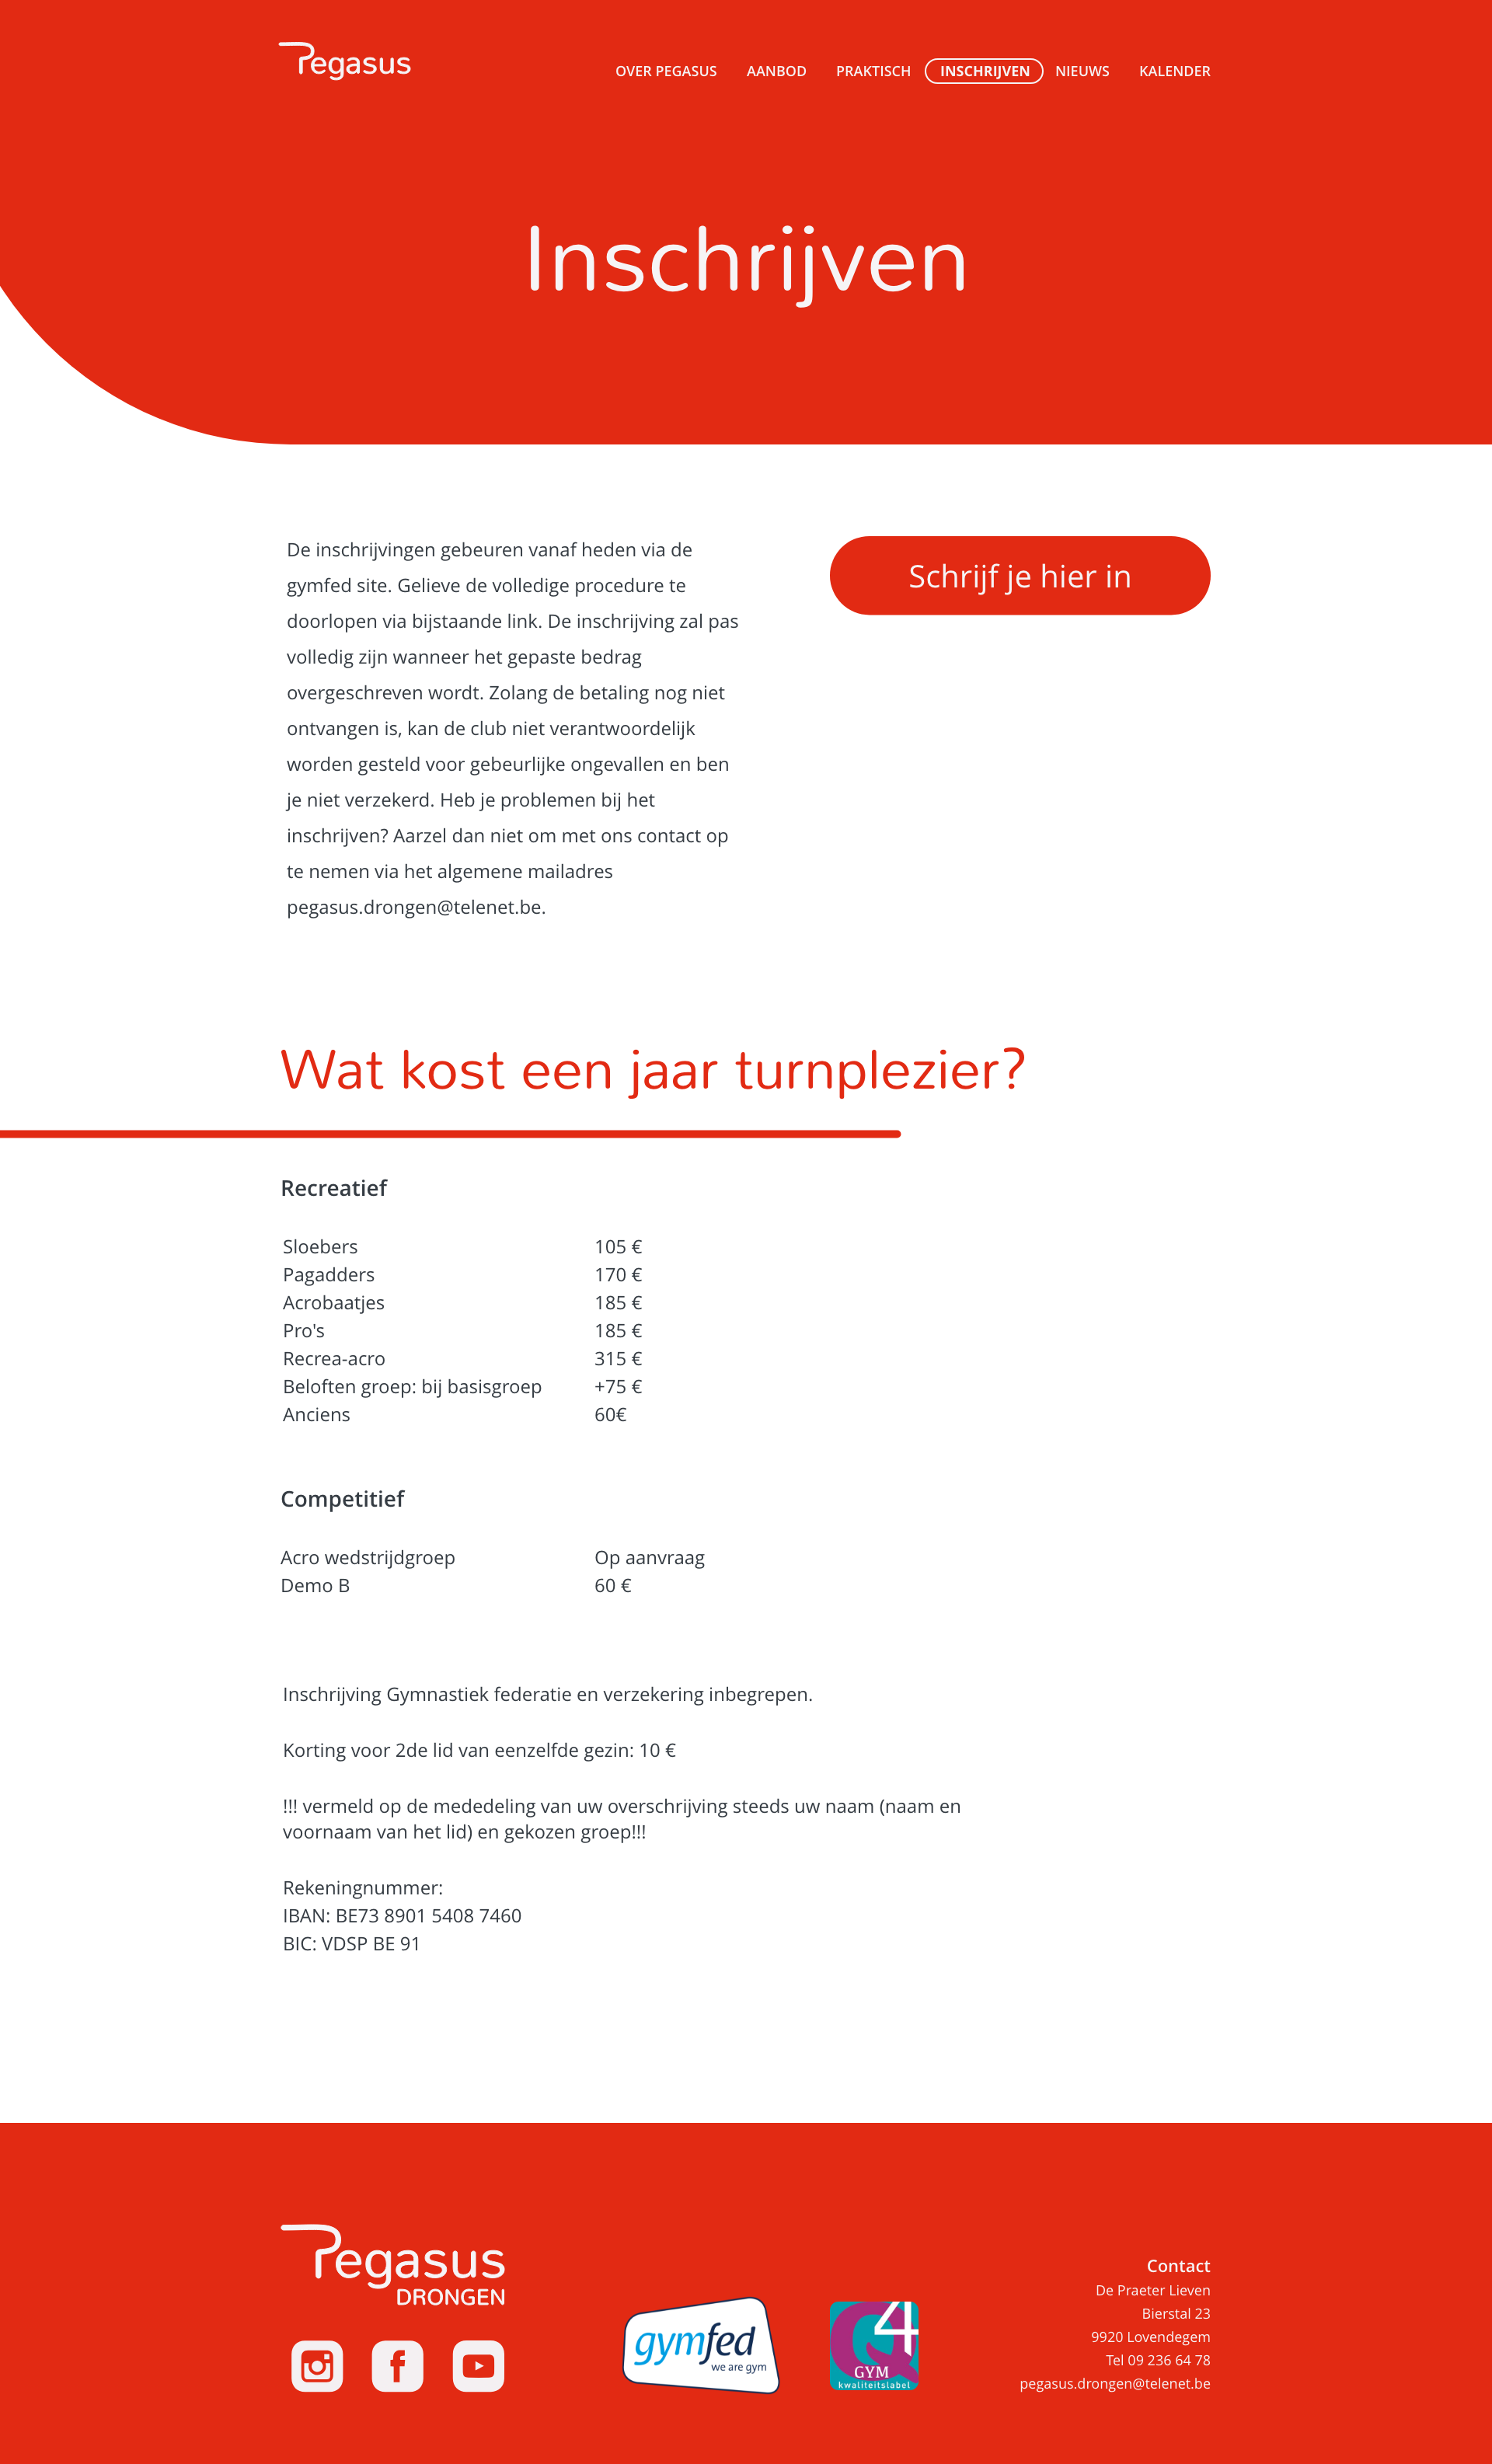 Pegasus
OVER PEGASUS AANBOD PRAKTISCH INSCHRIJVEN NIEUWS KALENDER
Inschrijven
De inschrijvingen gebeuren vanaf heden via de
gymfed site. Gelieve de volledige procedure te
doorlopen via bijstaande link. De inschrijving zal pas
volledig zijn wanneer het gepaste bedrag
overgeschreven wordt. Zolang de betaling nog niet
ontvangen is, kan de club niet verantwoordelijk
worden gesteld voor gebeurlijke ongevallen en ben
je niet verzekerd. Heb je problemen bij het
inschrijven? Aarzel dan niet om met ons contact op
te nemen via het algemene mailadres
pegasus.drongen@telenet.be.
Schrijf je hier in
Wat kost een jaar turnplezier?
Recreatief
Sloebers 105 €
Pagadders 170 €
Acrobaatjes 185 €
Pro's 185 €
Recrea-acro 315 €
Beloften groep: bij basisgroep +75 €
Anciens 60€
Competitief
Acro wedstrijdgroep Op aanvraag
Demo B 60 €
Inschrijving Gymnastiek federatie en verzekering inbegrepen.
Korting voor 2de lid van eenzelfde gezin: 10 €
!!! vermeld op de mededeling van uw overschrijving steeds uw naam (naam en
voornaam van het lid) en gekozen groep!!!
Rekeningnummer:
IBAN: BE73 8901 5408 7460
BIC: VDSP BE 91
Pegasus
DRONGEN
gymfed
we are gym
Q4
GYM
kwaliteitslabel
Contact
De Praeter Lieven
Bierstal 23
9920 Lovendegem
Tel 09 236 64 78
pegasus.drongen@telenet.be